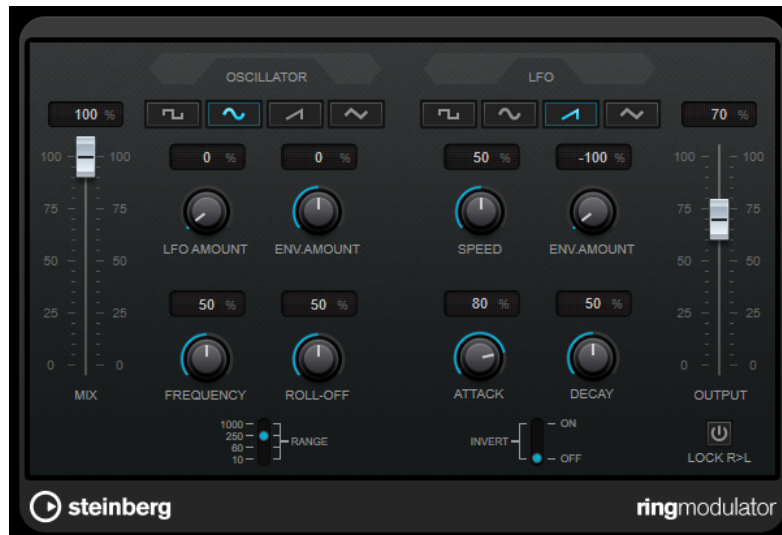 OSCILLATOR LFO
100 % 70 %
0 % 0 % 50 % -100 %
100 100 100 100
75 75 75 75
LFO AMOUNT ENV.AMOUNT SPEED ENV.AMOUNT
50 50 50 50
50 % 50 % 80 % 50 %
25 25 25 25
0 0 0 0
MIX FREQUENCY ROLL-OFF ATTACK DECAY OUTPUT
1000
250
60
10
RANGE
INVERT
ON
OFF
LOCK R>L
steinberg
ringmodulator